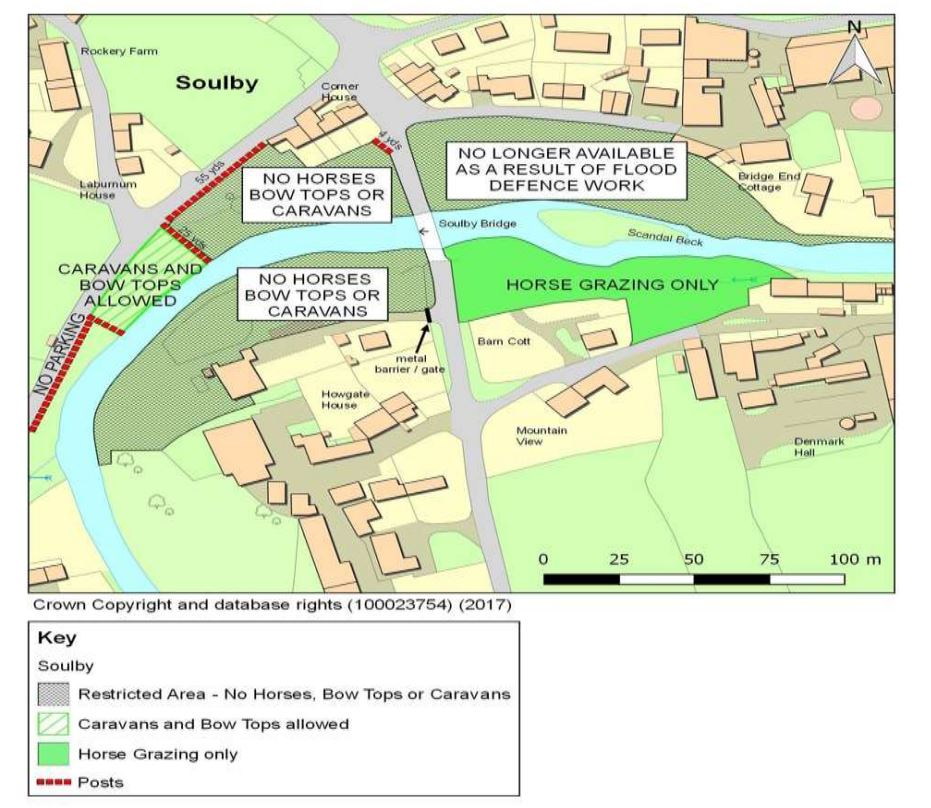 N
Rockery Farm
Soulby
Corner
House
4 yds
55 yds
NO LONGER AVAILABLE
AS A RESULT OF FLOOD
DEFENCE WORK
NO HORSES
BOW TOPS OR
CARAVANS
Bridge End
Cottage
Laburnum
House
Soulby Bridge
Scandal Beck
25 yds
CARAVANS AND
BOW TOPS
ALLOWED
NO HORSES
BOW TOPS OR
CARAVANS
HORSE GRAZING ONLY
NO PARKING
Barn Cott
metal
barrier / gate
Howgate
House
Mountain
View
Denmark
Hall
0 25 50 75 100 m
Crown Copyright and database rights (100023754) (2017)
Key
Soulby
Restricted Area - No Horses, Bow Tops or Caravans
Caravans and Bow Tops allowed
Horse Grazing only
Posts